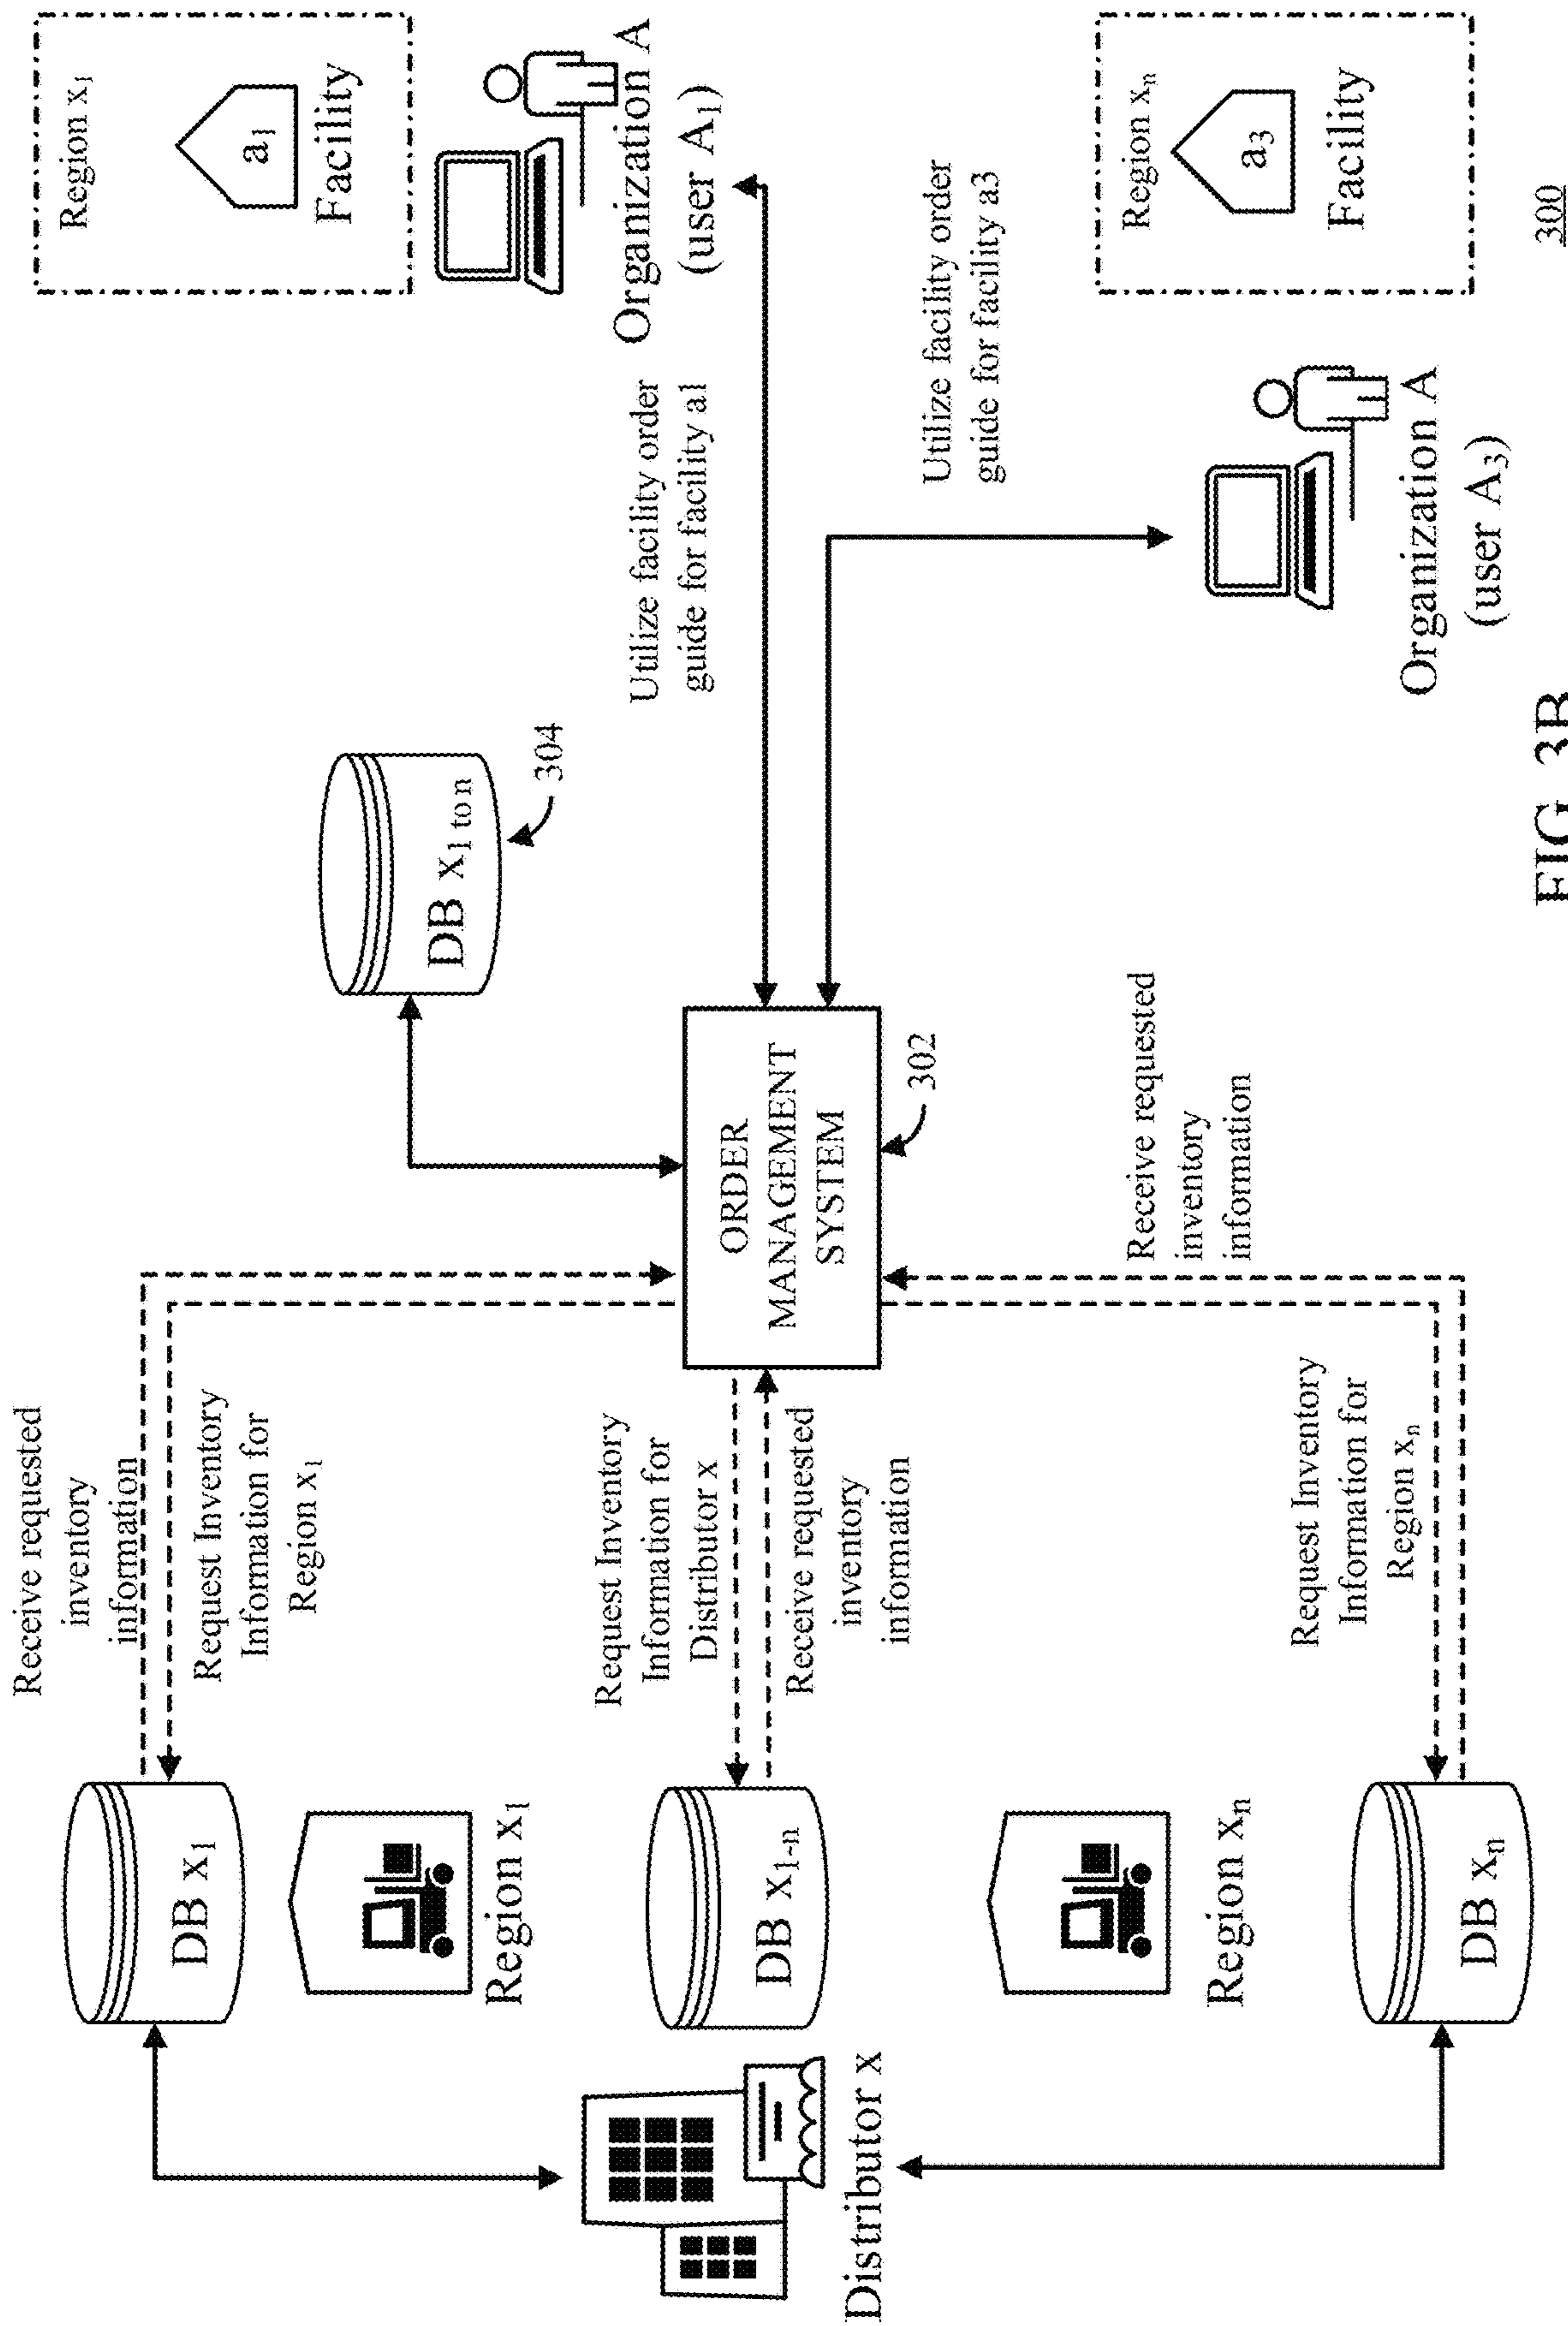 Receive requested
inventory
information
Request Inventory
Information for
Region x₁
DB x₁
Region x₁
DB x₁ to n
304
Region x₁
a₁
Facility
Organization A
(user A₁)
Utilize facility order
guide for facility a1
Request Inventory
Information for
Distributor x
Receive requested
inventory
information
DB x₁₋ₙ
Distributor x
ORDER
MANAGEMENT
SYSTEM
302
Utilize facility order
guide for facility a3
Receive requested
inventory
information
Region xₙ
Request Inventory
Information for
Region xₙ
DB xₙ
Organization A
(user A₃)
Region xₙ
a₃
Facility
300
FIG. 3B